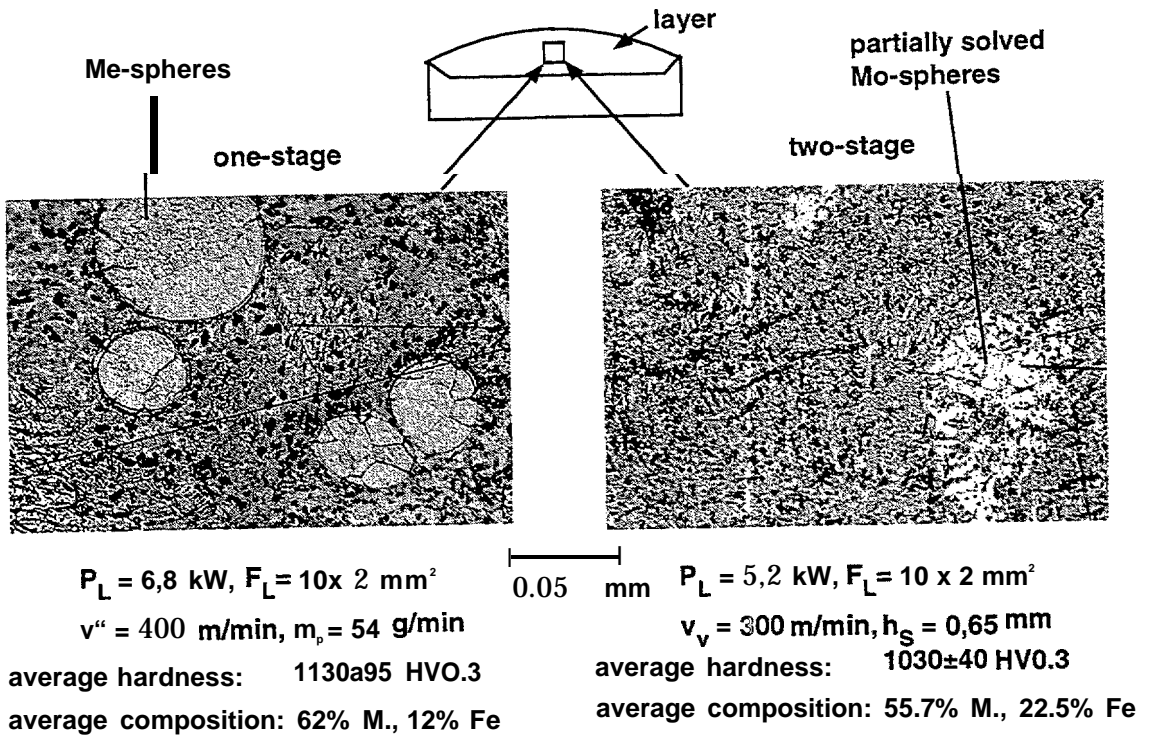 layer
Me-spheres
partially solved
Mo-spheres
one-stage
two-stage
P_L = 6,8 kW, F_L= 10x 2 mm²
v“ = 400 m/min, m_p= 54 g/min
average hardness: 1130a95 HVO.3
average composition: 62% M., 12% Fe
0.05 mm
P_L = 5,2 kW, F_L= 10 x 2 mm²
v_v = 300 m/min, h_S = 0,65 mm
average hardness: 1030±40 HV0.3
average composition: 55.7% M., 22.5% Fe